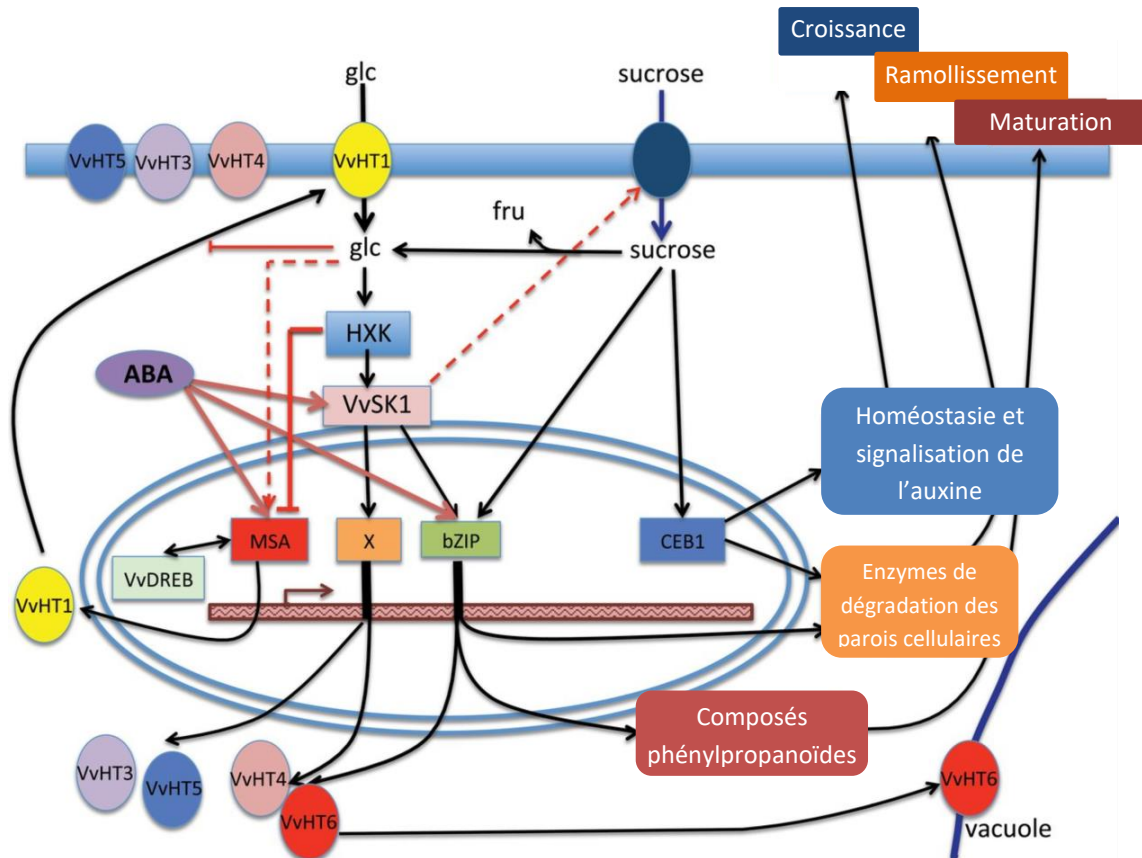 Croissance
Ramollissement
Maturation
glc
sucrose
VvHT5
VvHT3
VvHT4
VvHT1
fru
glc
sucrose
HXK
ABA
VvSK1
Homéostasie et
signalisation de
l'auxine
MSA
X
bZIP
CEB1
VvDREB
VvHT1
Enzymes de
dégradation des
parois cellulaires
Composés
phénylpropanoïdes
VvHT3
VvHT5
VvHT4
VvHT6
VvHT6
vacuole